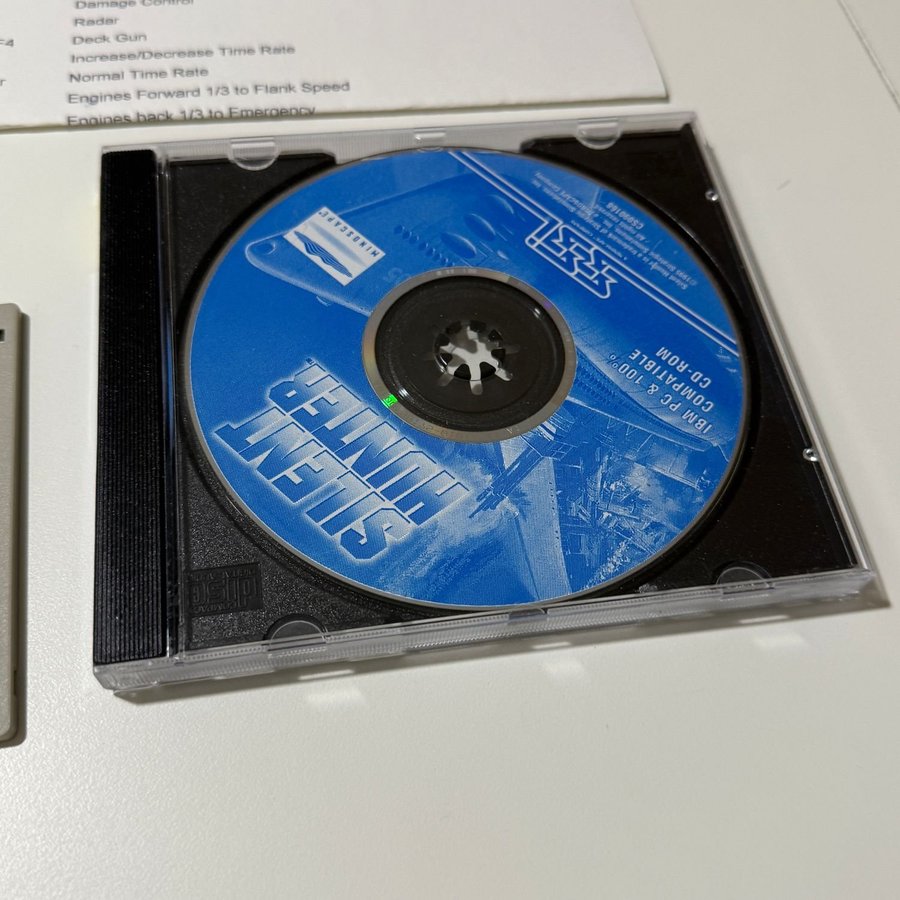 Damage Control
Radar
F4
Deck Gun
Increase/Decrease Time Rate
Normal Time Rate
Engines Forward 1/3 to Flank Speed
Engines back 1/3 to Emergency
SILENT
HUNTER
MINDSCAPE
SSI
IBM PC & 100%
COMPATIBLE
CD-ROM